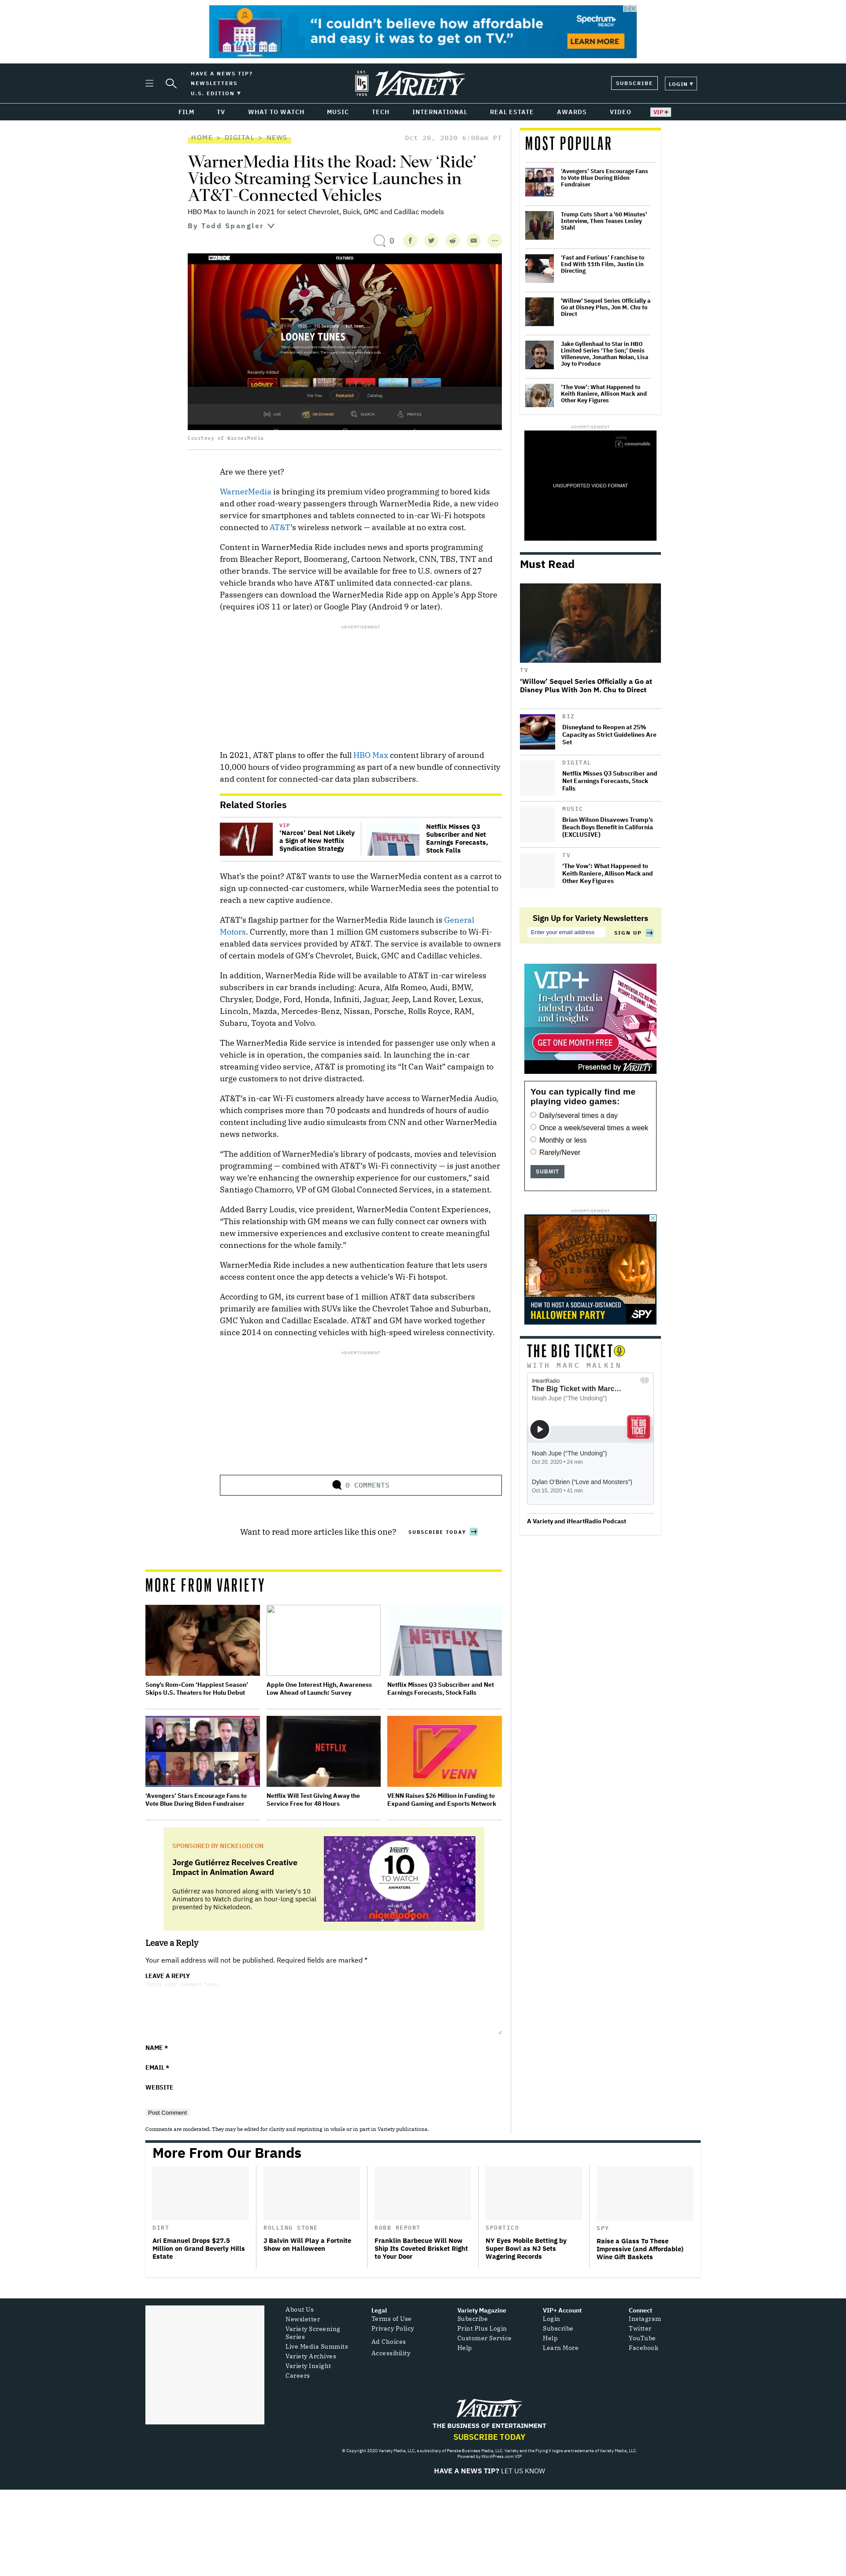 “I couldn’t believe how affordable
and easy it was to get on TV.”
Spectrum
REACH
LEARN MORE
HAVE A NEWS TIP?
NEWSLETTERS
U.S. EDITION
VARIETY
SUBSCRIBE
LOGIN
FILM TV WHAT TO WATCH MUSIC TECH INTERNATIONAL REAL ESTATE AWARDS VIDEO VIP+
HOME > DIGITAL > NEWS
Oct 20, 2020 6:00am PT
WarnerMedia Hits the Road: New ‘Ride’
Video Streaming Service Launches in
AT&T-Connected Vehicles
HBO Max to launch in 2021 for select Chevrolet, Buick, GMC and Cadillac models
By Todd Spangler
0
RIDE
FEATURED
LOONEY TUNES
Recently Added
For You Featured Catalog
LIVE ON DEMAND SEARCH PROFILE
Courtesy of WarnerMedia
Are we there yet?
WarnerMedia is bringing its premium video programming to bored kids
and other road-weary passengers through WarnerMedia Ride, a new video
service for smartphones and tablets connected to in-car Wi-Fi hotspots
connected to AT&T’s wireless network — available at no extra cost.
Content in WarnerMedia Ride includes news and sports programming
from Bleacher Report, Boomerang, Cartoon Network, CNN, TBS, TNT and
others. The service will be available for free to U.S. owners of 27
vehicle brands who have AT&T unlimited data connected-car plans.
Passengers can download the WarnerMedia Ride app on Apple’s App Store
(requires iOS 11 or later) or Google Play (Android 9 or later).
ADVERTISEMENT
In 2021, AT&T plans to offer the full HBO Max content library of around
10,000 hours of video programming as part of a new bundle of connectivity
and content for connected-car data plan subscribers.
Related Stories
VIP
'Narcos' Deal Not Likely
a Sign of New Netflix
Syndication Strategy
Netflix Misses Q3
Subscriber and Net
Earnings Forecasts,
Stock Falls
What’s the point? AT&T wants to use the WarnerMedia content as a carrot to
sign up connected-car customers, while WarnerMedia sees the potential to
reach a new captive audience.
AT&T’s flagship partner for the WarnerMedia Ride launch is General
Motors. Currently, more than 1 million GM customers subscribe to Wi-Fi-
enabled data services provided by AT&T. The service is available to owners
of certain models of GM’s Chevrolet, Buick, GMC and Cadillac vehicles.
In addition, WarnerMedia Ride will be available to AT&T in-car wireless
subscribers in car brands including: Acura, Alfa Romeo, Audi, BMW,
Chrysler, Dodge, Ford, Honda, Infiniti, Jaguar, Jeep, Land Rover, Lexus,
Lincoln, Mazda, Mercedes-Benz, Nissan, Porsche, Rolls Royce, RAM,
Subaru, Toyota and Volvo.
The WarnerMedia Ride service is intended for passenger use only when a
vehicle is in operation, the companies said. In launching the in-car
streaming video service, AT&T is promoting its “It Can Wait” campaign to
urge customers to not drive distracted.
AT&T’s in-car Wi-Fi customers already have access to WarnerMedia Audio,
which comprises more than 70 podcasts and hundreds of hours of audio
content including live audio simulcasts from CNN and other WarnerMedia
news networks.
“The addition of WarnerMedia’s library of podcasts, movies and television
programming — combined with AT&T’s Wi-Fi connectivity — is just another
way we’re enhancing the ownership experience for our customers,” said
Santiago Chamorro, VP of GM Global Connected Services, in a statement.
Added Barry Loudis, vice president, WarnerMedia Content Experiences,
“This relationship with GM means we can fully connect car owners with
new immersive experiences and exclusive content to create meaningful
connections for the whole family.”
WarnerMedia Ride includes a new authentication feature that lets users
access content once the app detects a vehicle’s Wi-Fi hotspot.
According to GM, its current base of 1 million AT&T data subscribers
primarily are families with SUVs like the Chevrolet Tahoe and Suburban,
GMC Yukon and Cadillac Escalade. AT&T and GM have worked together
since 2014 on connecting vehicles with high-speed wireless connectivity.
ADVERTISEMENT
0 COMMENTS
Want to read more articles like this one? SUBSCRIBE TODAY
MORE FROM VARIETY
Sony’s Rom-Com ‘Happiest Season’
Skips U.S. Theaters for Hulu Debut
Apple One Interest High, Awareness
Low Ahead of Launch: Survey
NETFLIX
Netflix Misses Q3 Subscriber and Net
Earnings Forecasts, Stock Falls
‘Avengers’ Stars Encourage Fans to
Vote Blue During Biden Fundraiser
NETFLIX
Netflix Will Test Giving Away the
Service Free for 48 Hours
VENN
VENN Raises $26 Million in Funding to
Expand Gaming and Esports Network
SPONSORED BY NICKELODEON
Jorge Gutiérrez Receives Creative
Impact in Animation Award
Gutiérrez was honored along with Variety's 10
Animators to Watch during an hour-long special
presented by Nickelodeon.
VARIETY
10
TO WATCH
ANIMATORS
nickelodeon
Leave a Reply
Your email address will not be published. Required fields are marked *
LEAVE A REPLY
NAME *
EMAIL *
WEBSITE
Post Comment
Comments are moderated. They may be edited for clarity and reprinting in whole or in part in Variety publications.
MOST POPULAR
‘Avengers’ Stars Encourage Fans
to Vote Blue During Biden
Fundraiser
Trump Cuts Short a '60 Minutes'
Interview, Then Teases Lesley
Stahl
‘Fast and Furious’ Franchise to
End With 11th Film, Justin Lin
Directing
'Willow' Sequel Series Officially a
Go at Disney Plus, Jon M. Chu to
Direct
Jake Gyllenhaal to Star in HBO
Limited Series ‘The Son;’ Denis
Villeneuve, Jonathan Nolan, Lisa
Joy to Produce
‘The Vow’: What Happened to
Keith Raniere, Allison Mack and
Other Key Figures
ADVERTISEMENT
consumable
UNSUPPORTED VIDEO FORMAT
Must Read
TV
‘Willow’ Sequel Series Officially a Go at
Disney Plus With Jon M. Chu to Direct
BIZ
Disneyland to Reopen at 25%
Capacity as Strict Guidelines Are
Set
DIGITAL
Netflix Misses Q3 Subscriber and
Net Earnings Forecasts, Stock
Falls
MUSIC
Brian Wilson Disavows Trump’s
Beach Boys Benefit in California
(EXCLUSIVE)
TV
‘The Vow’: What Happened to
Keith Raniere, Allison Mack and
Other Key Figures
Sign Up for Variety Newsletters
Enter your email address
SIGN UP
VIP+
In-depth media
industry data
and insights
GET ONE MONTH FREE
Presented by VARIETY
You can typically find me
playing video games:
Daily/several times a day
Once a week/several times a week
Monthly or less
Rarely/Never
SUBMIT
ADVERTISEMENT
HOW TO HOST A SOCIALLY-DISTANCED
HALLOWEEN PARTY
SPY
THE BIG TICKET
WITH MARC MALKIN
iHeartRadio
The Big Ticket with Marc…
Noah Jupe (“The Undoing”)
THE BIG TICKET
Noah Jupe (“The Undoing”)
Oct 20, 2020 • 24 min
Dylan O’Brien (“Love and Monsters”)
Oct 15, 2020 • 41 min
A Variety and iHeartRadio Podcast
More From Our Brands
DIRT
Ari Emanuel Drops $27.5
Million on Grand Beverly Hills
Estate
ROLLING STONE
J Balvin Will Play a Fortnite
Show on Halloween
ROBB REPORT
Franklin Barbecue Will Now
Ship Its Coveted Brisket Right
to Your Door
SPORTICO
NY Eyes Mobile Betting by
Super Bowl as NJ Sets
Wagering Records
SPY
Raise a Glass To These
Impressive (and Affordable)
Wine Gift Baskets
About Us
Newsletter
Variety Screening
Series
Live Media Summits
Variety Archives
Variety Insight
Careers
Legal
Terms of Use
Privacy Policy
Ad Choices
Accessibility
Variety Magazine
Subscribe
Print Plus Login
Customer Service
Help
VIP+ Account
Login
Subscribe
Help
Learn More
Connect
Instagram
Twitter
YouTube
Facebook
VARIETY
THE BUSINESS OF ENTERTAINMENT
SUBSCRIBE TODAY
© Copyright 2020 Variety Media, LLC, a subsidiary of Penske Business Media, LLC. Variety and the Flying V logos are trademarks of Variety Media, LLC.
Powered by WordPress.com VIP
HAVE A NEWS TIP? LET US KNOW